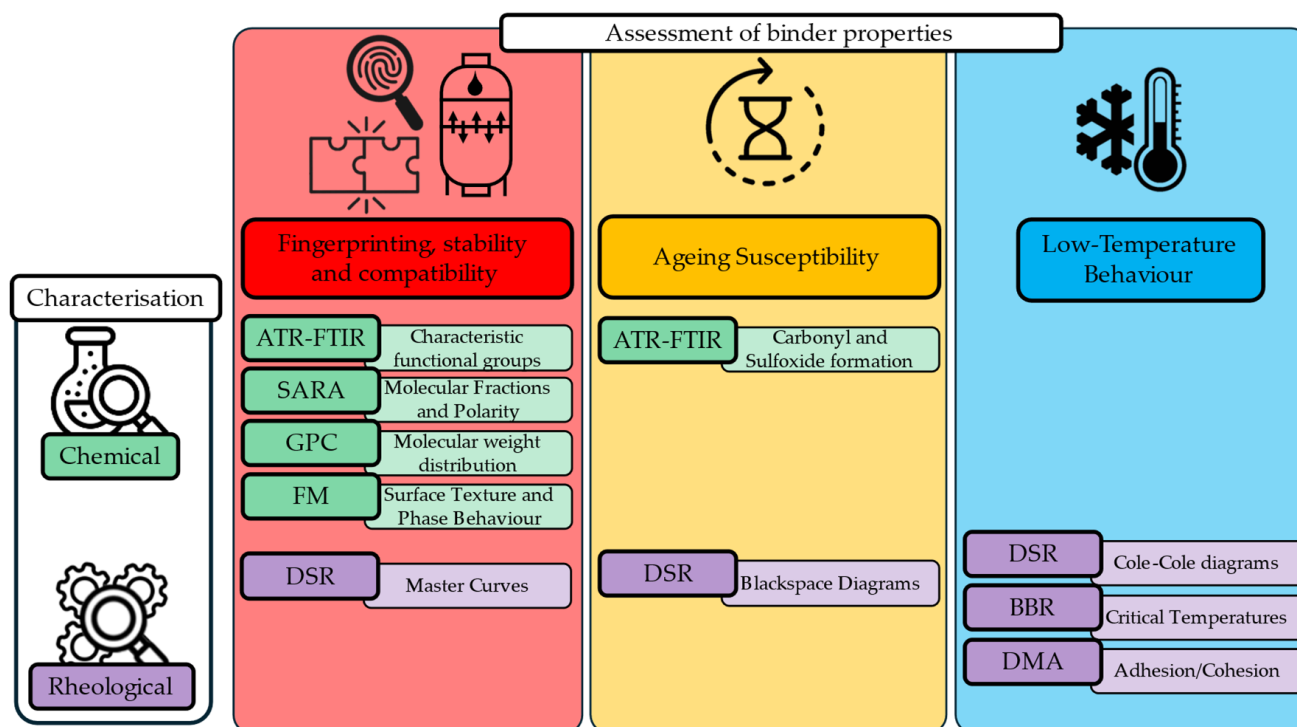 Assessment of binder properties
Fingerprinting, stability
and compatibility
Ageing Susceptibility
Low-Temperature
Behaviour
Characterisation
Chemical
Rheological
ATR-FTIR
Characteristic
functional groups
SARA
Molecular Fractions
and Polarity
GPC
Molecular weight
distribution
FM
Surface Texture and
Phase Behaviour
DSR
Master Curves
ATR-FTIR
Carbonyl and
Sulfoxide formation
DSR
Blackspace Diagrams
DSR
Cole-Cole diagrams
BBR
Critical Temperatures
DMA
Adhesion/Cohesion